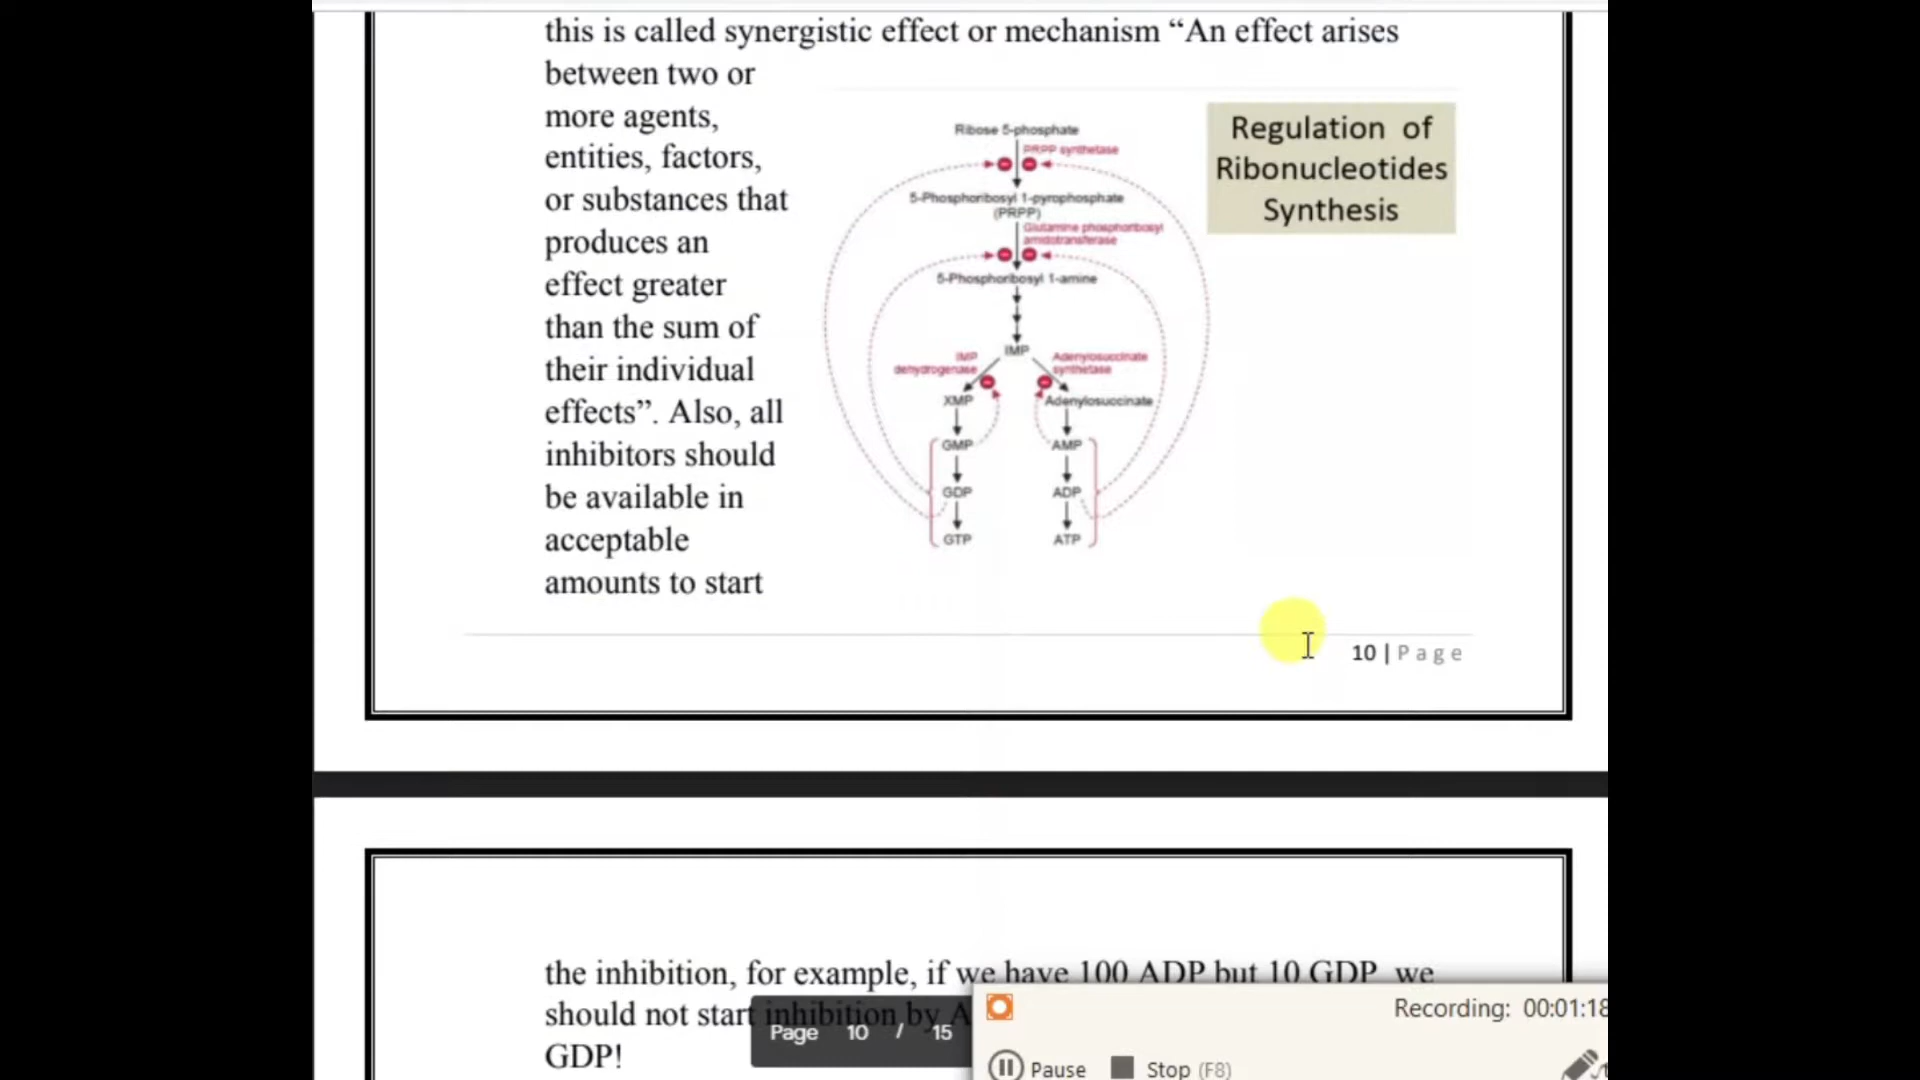 this is called synergistic effect or mechanism “An effect arises
between two or
more agents,
entities, factors,
or substances that
produces an
effect greater
than the sum of
their individual
effects”. Also, all
inhibitors should
be available in
acceptable
amounts to start
Regulation of
Ribonucleotides
Synthesis
Ribose 5-phosphate
PRPP synthetase
5-Phosphoribosyl 1-pyrophosphate
(PRPP)
Glutamine phosphoribosyl
amidotransferase
5-Phosphoribosyl 1-amine
IMP
IMP
dehydrogenase
Adenylosuccinate
synthetase
XMP
Adenylosuccinate
GMP
AMP
GDP
ADP
GTP
ATP
10 | Page
the inhibition, for example, if we have 100 ADP but 10 GDP, we
should not start inhibition by A
GDP!
Page 10 / 15
Recording: 00:01:18
Pause
Stop (F8)